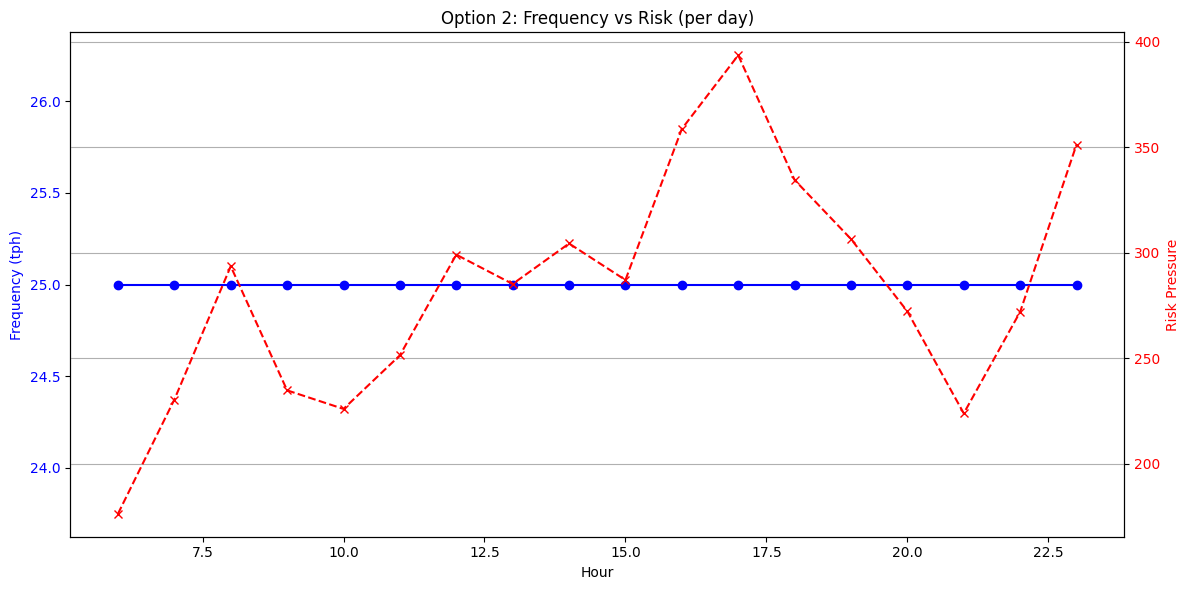 Option 2: Frequency vs Risk (per day)
Frequency (tph)
26.0
25.5
25.0
24.5
24.0
400
350
300
250
200
Risk Pressure
7.5 10.0 12.5 15.0 17.5 20.0 22.5
Hour